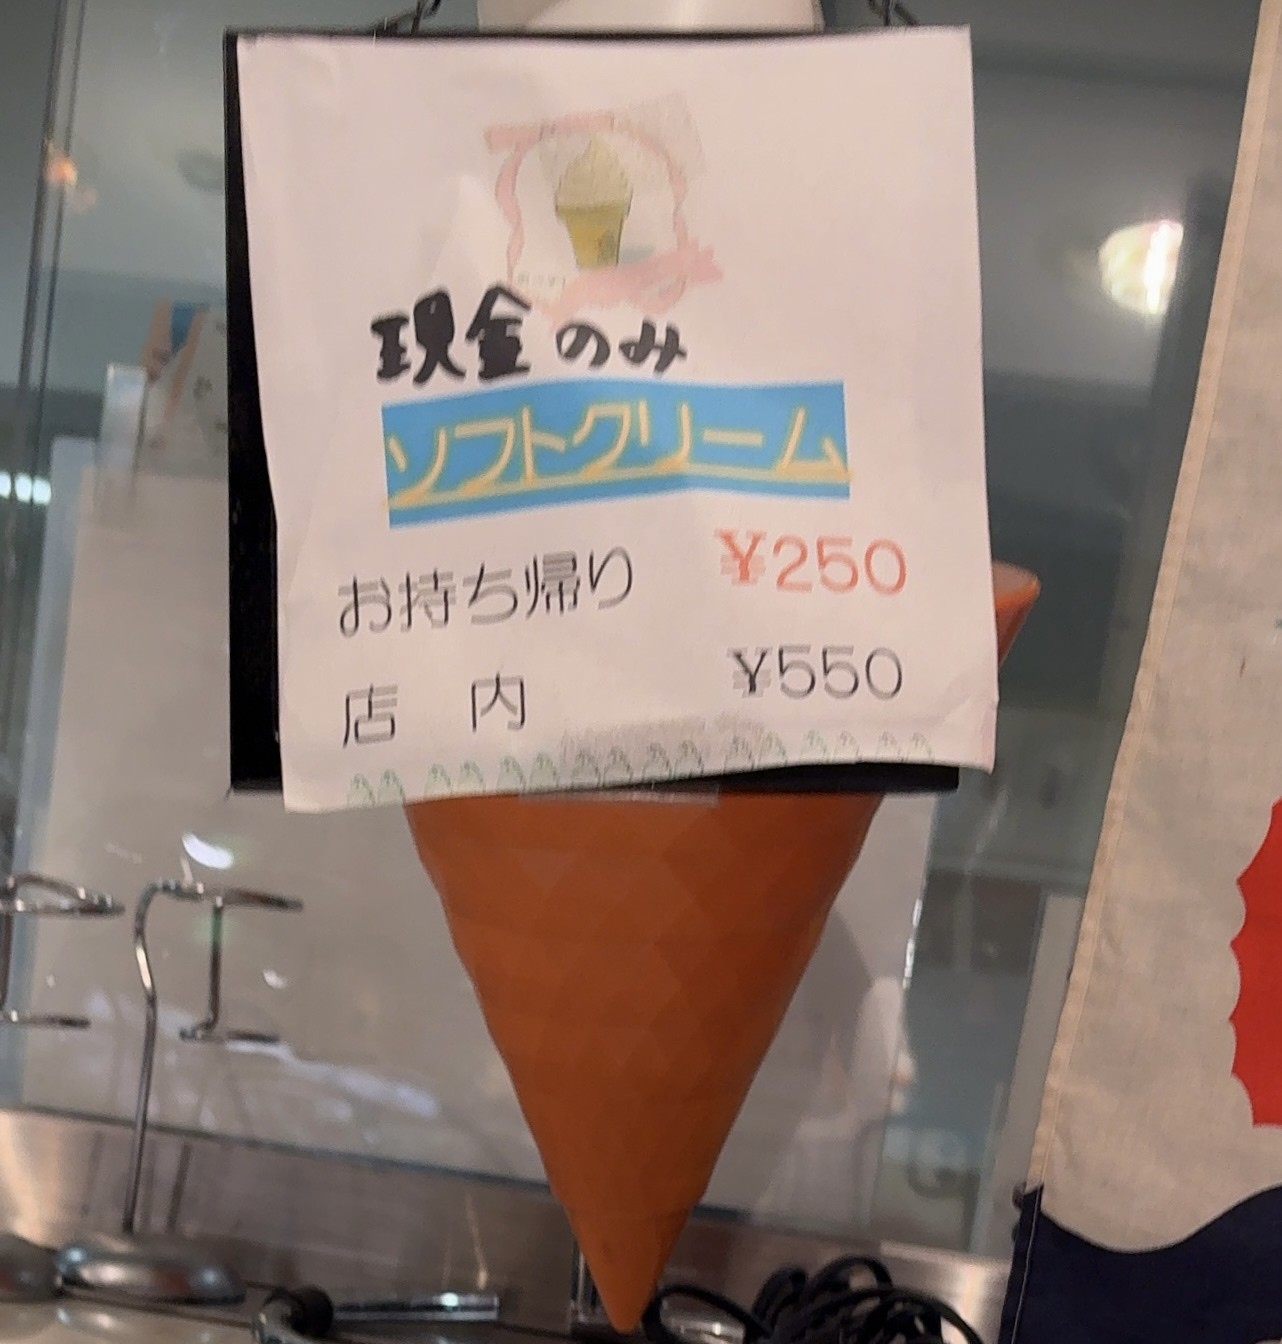 現金のみ
ソフトクリーム
お持ち帰り ¥250
店 内 ¥550